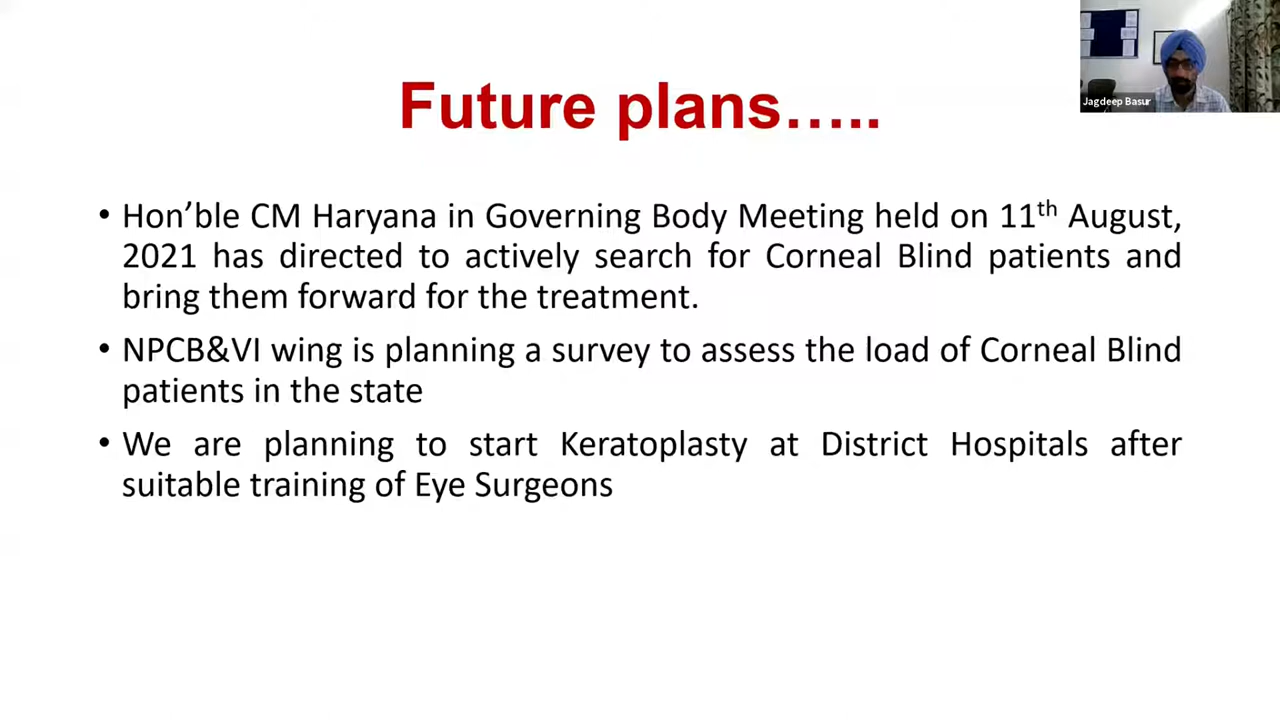 Jagdeep Basur
Future plans…..
• Hon’ble CM Haryana in Governing Body Meeting held on 11th August,
2021 has directed to actively search for Corneal Blind patients and
bring them forward for the treatment.
• NPCB&VI wing is planning a survey to assess the load of Corneal Blind
patients in the state
• We are planning to start Keratoplasty at District Hospitals after
suitable training of Eye Surgeons